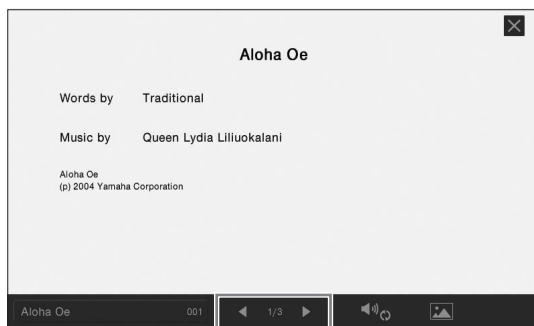 Aloha Oe
Words by Traditional
Music by Queen Lydia Liliuokalani
Aloha Oe
(p) 2004 Yamaha Corporation
Aloha Oe 001 1/3